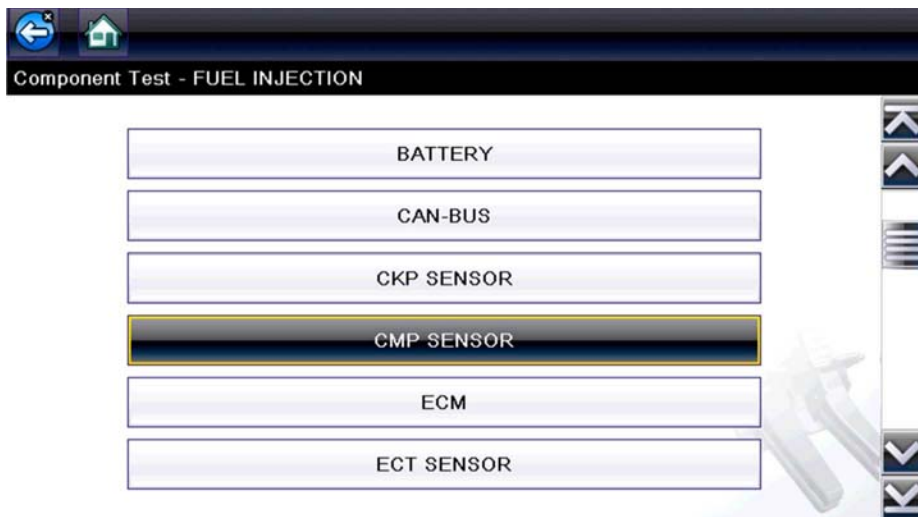 Component Test - FUEL INJECTION
BATTERY
CAN-BUS
CKP SENSOR
CMP SENSOR
ECM
ECT SENSOR